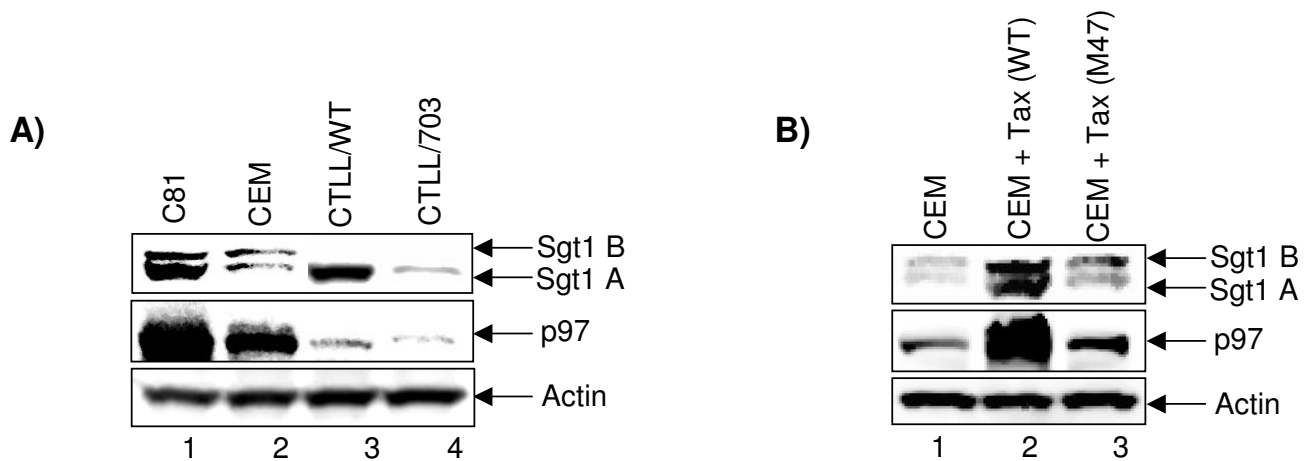 A)
C81
CEM
CTLL/WT
CTLL/703
Sgt1 B
Sgt1 A
p97
Actin
1 2 3 4
B)
CEM
CEM + Tax (WT)
CEM + Tax (M47)
Sgt1 B
Sgt1 A
p97
Actin
1 2 3